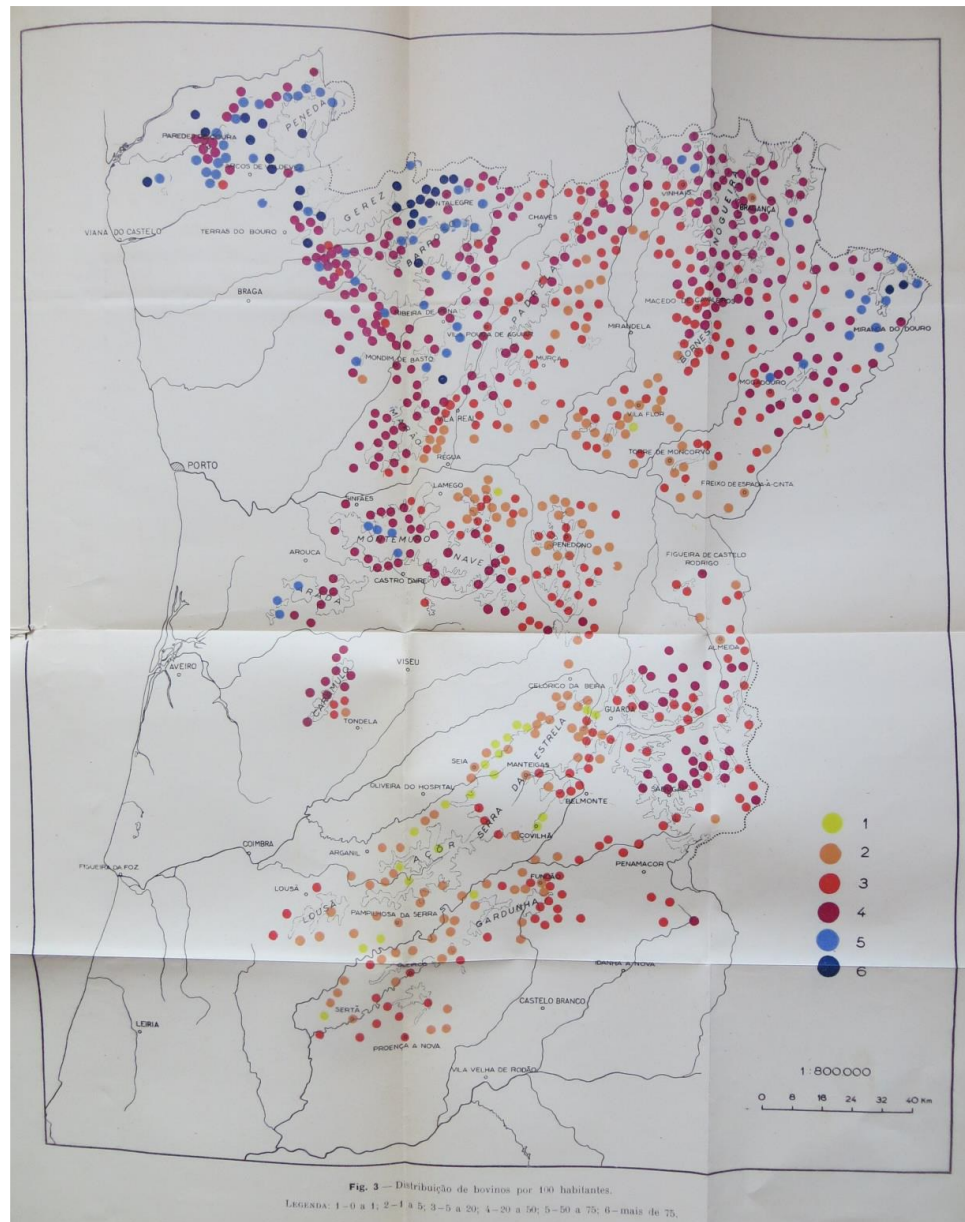 PENEDA
PAREDES DE COURA
ARCOS DE VALDEVEZ
VIANA DO CASTELO
TERRAS DO BOURO
GEREZ
MONTALEGRE
BARROSO
CHAVES
VINHAIS
BRAGANÇA
NOGUEIRA
BRAGA
RIBEIRA DE PENA
VILA POUCA DE AGUIAR
PADRELA
MACEDO DE CAVALEIROS
MIRANDELA
MIRANDA DO DOURO
MONDIM DE BASTO
MURÇA
BORNES
MOGADOURO
MARÃO
VILA REAL
VILA FLOR
RÉGUA
TORRE DE MONCORVO
PORTO
FREIXO DE ESPADA-À-CINTA
LAMEGO
SINFÃES
MONTEMURO
NAVE
PENEDONO
AROUCA
CASTRO DAIRE
FIGUEIRA DE CASTELO
RODRIGO
ARADA
ALMEIDA
AVEIRO
VISEU
CARAMULO
TONDELA
CELORICO DA BEIRA
GUARDA
SEIA
MANTEIGAS
SERRA DA ESTRELA
OLIVEIRA DO HOSPITAL
BELMONTE
SABUGAL
COVILHÃ
COIMBRA
ARGANIL
AÇOR
FIGUEIRA DA FOZ
PENAMACOR
FUNDÃO
LOUSÃ
LOUSÃ
PAMPILHOSA DA SERRA
GARDUNHA
IDANHA A NOVA
CASTELO BRANCO
SERTÃ
LEIRIA
PROENÇA A NOVA
VILA VELHA DE RODÃO
1
2
3
4
5
6
1:800000
0 8 16 24 32 40 Km
Fig. 3 — Distribuição de bovinos por 100 habitantes.
LEGENDA: 1—0 a 1; 2—1 a 5; 3—5 a 20; 4—20 a 50; 5—50 a 75; 6—mais de 75.